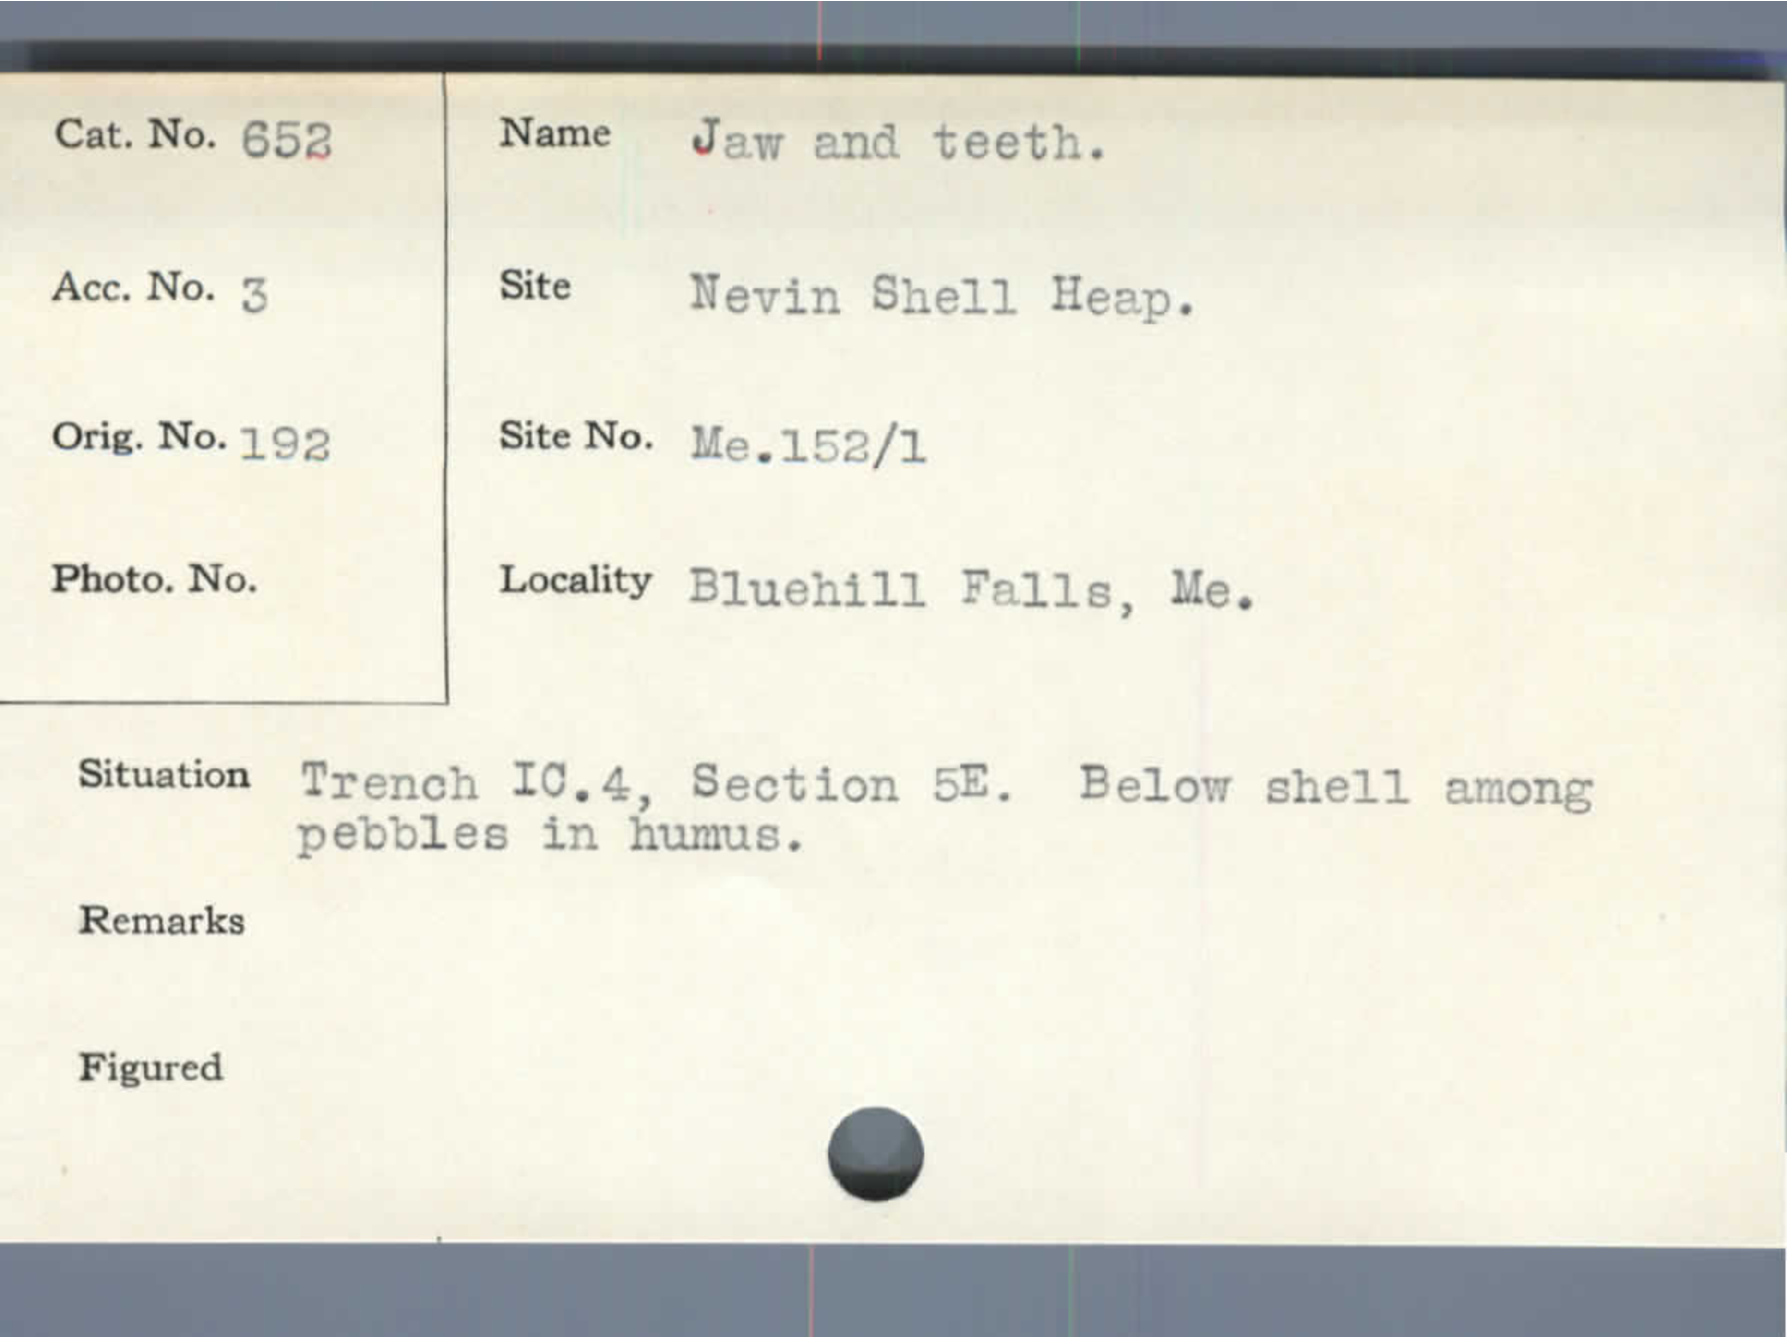 Cat. No. 652
Name Jaw and teeth.
Acc. No. 3
Site Nevin Shell Heap.
Orig. No. 192
Site No. Me.152/1
Photo. No.
Locality Bluehill Falls, Me.
Situation Trench IC.4, Section 5E. Below shell among
pebbles in humus.
Remarks
Figured